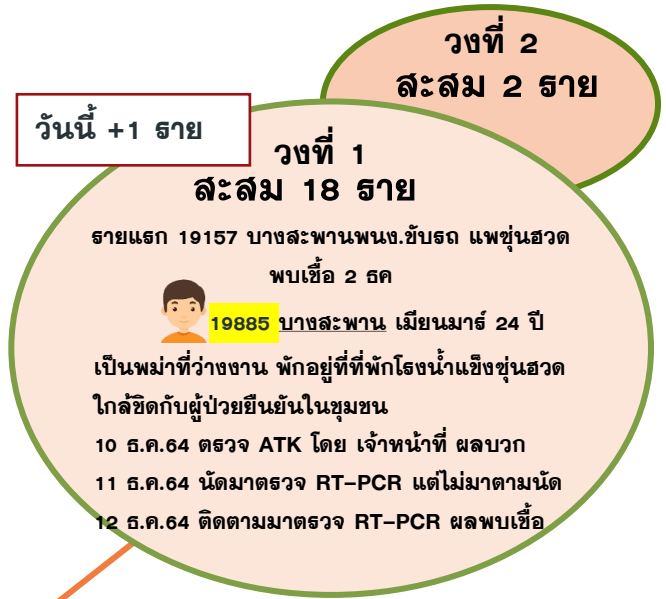 วงที่ 2
สะสม 2 ราย
วันนี้ +1 ราย
วงที่ 1
สะสม 18 ราย
รายแรก 19157 บางสะพานพนง.ขับรถ แพซุ่นฮวด
พบเชื้อ 2 ธค
19885 บางสะพาน เมียนมาร์ 24 ปี
เป็นพม่าที่ว่างงาน พักอยู่ที่ที่พักโรงน้ำแข็งซุ่นฮวด
ใกล้ชิดกับผู้ป่วยยืนยันในชุมชน
10 ธ.ค.64 ตรวจ ATK โดย เจ้าหน้าที่ ผลบวก
11 ธ.ค.64 นัดมาตรวจ RT-PCR แต่ไม่มาตามนัด
12 ธ.ค.64 ติดตามมาตรวจ RT-PCR ผลพบเชื้อ